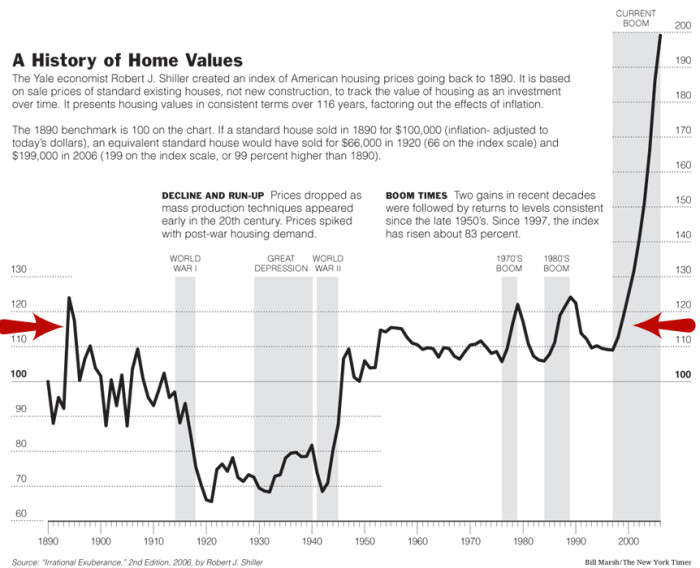 CURRENT
BOOM
A History of Home Values
The Yale economist Robert J. Shiller created an index of American housing prices going back to 1890. It is based
on sale prices of standard existing houses, not new construction, to track the value of housing as an investment
over time. It presents housing values in consistent terms over 116 years, factoring out the effects of inflation.
The 1890 benchmark is 100 on the chart. If a standard house sold in 1890 for $100,000 (inflation- adjusted to
today's dollars), an equivalent standard house would have sold for $66,000 in 1920 (66 on the index scale) and
$199,000 in 2006 (199 on the index scale, or 99 percent higher than 1890).
DECLINE AND RUN-UP Prices dropped as
mass production techniques appeared
early in the 20th century. Prices spiked
with post-war housing demand.
BOOM TIMES Two gains in recent decades
were followed by returns to levels consistent
since the late 1950's. Since 1997, the index
has risen about 83 percent.
WORLD
WAR I
GREAT
DEPRESSION
WORLD
WAR II
1970'S
BOOM
1980'S
BOOM
200
190
180
170
160
150
140
130
120
110
100
130
120
110
100
90
80
70
60
1890 1900 1910 1920 1930 1940 1950 1960 1970 1980 1990 2000
Source: "Irrational Exuberance," 2nd Edition, 2006, by Robert J. Shiller
Bill Marsh/The New York Times